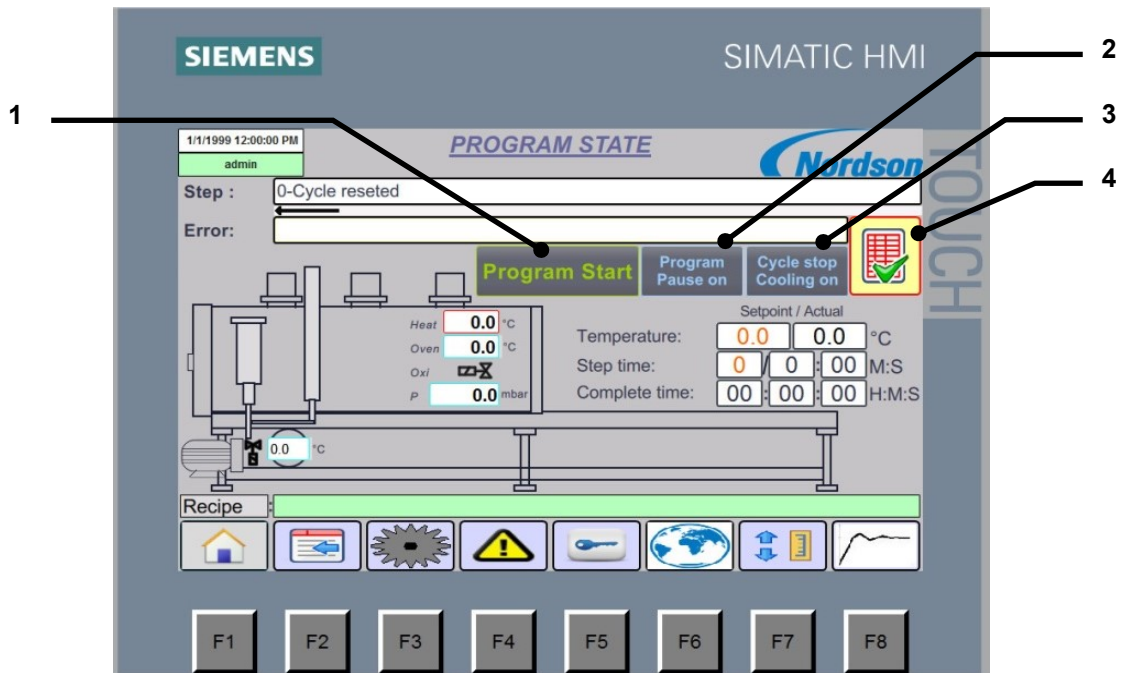 SIEMENS
SIMATIC HMI
2
1
3
4
TOUCH
1/1/1999 12:00:00 PM
admin
PROGRAM STATE
Nordson
Step :
0-Cycle reseted
Error:
Program Start
Program
Pause on
Cycle stop
Cooling on
Setpoint / Actual
Heat 0.0 °C
Oven 0.0 °C
Oxi
P 0.0 mbar
Temperature: 0.0 0.0 °C
Step time: 0 / 0 : 00 M:S
Complete time: 00 : 00 : 00 H:M:S
0.0 °C
Recipe :
F1 F2 F3 F4 F5 F6 F7 F8